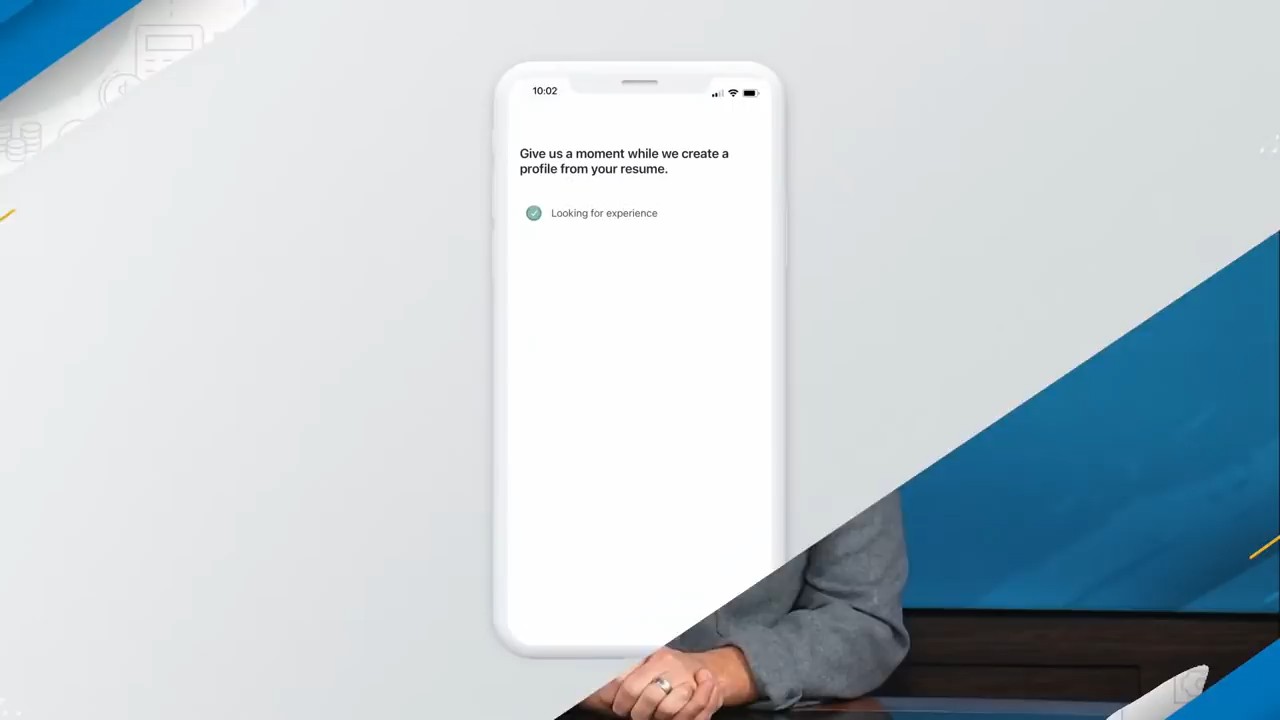 10:02
Give us a moment while we create a
profile from your resume.
Looking for experience